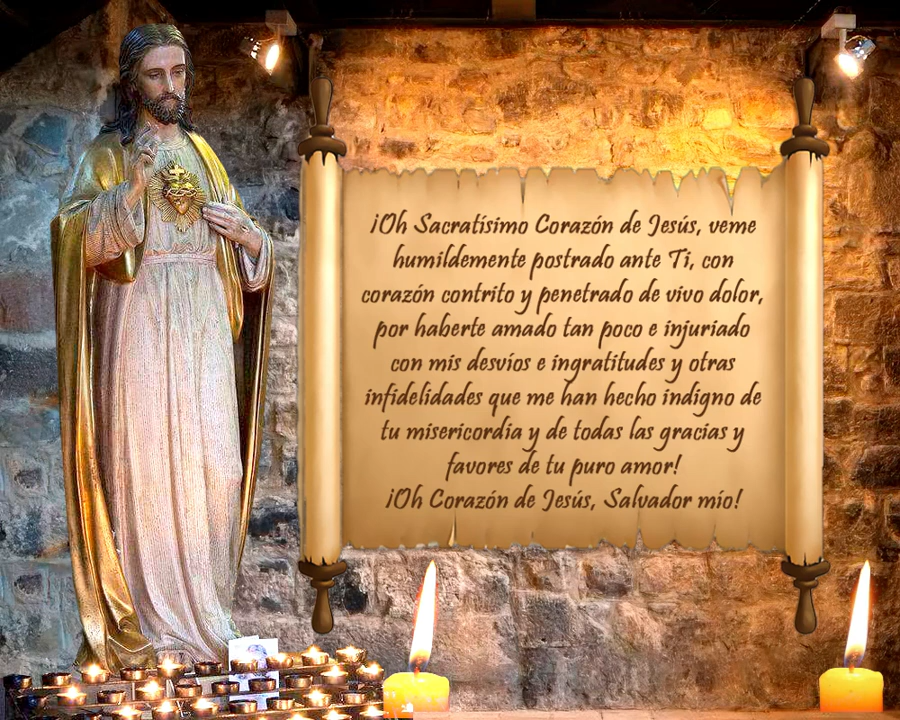 ¡Oh Sacratísimo Corazón de Jesús, veme
humildemente postrado ante Ti, con
corazón contrito y penetrado de vivo dolor,
por haberte amado tan poco e injuriado
con mis desvíos e ingratitudes y otras
infidelidades que me han hecho indigno de
tu misericordia y de todas las gracias y
favores de tu puro amor!
¡Oh Corazón de Jesús, Salvador mío!